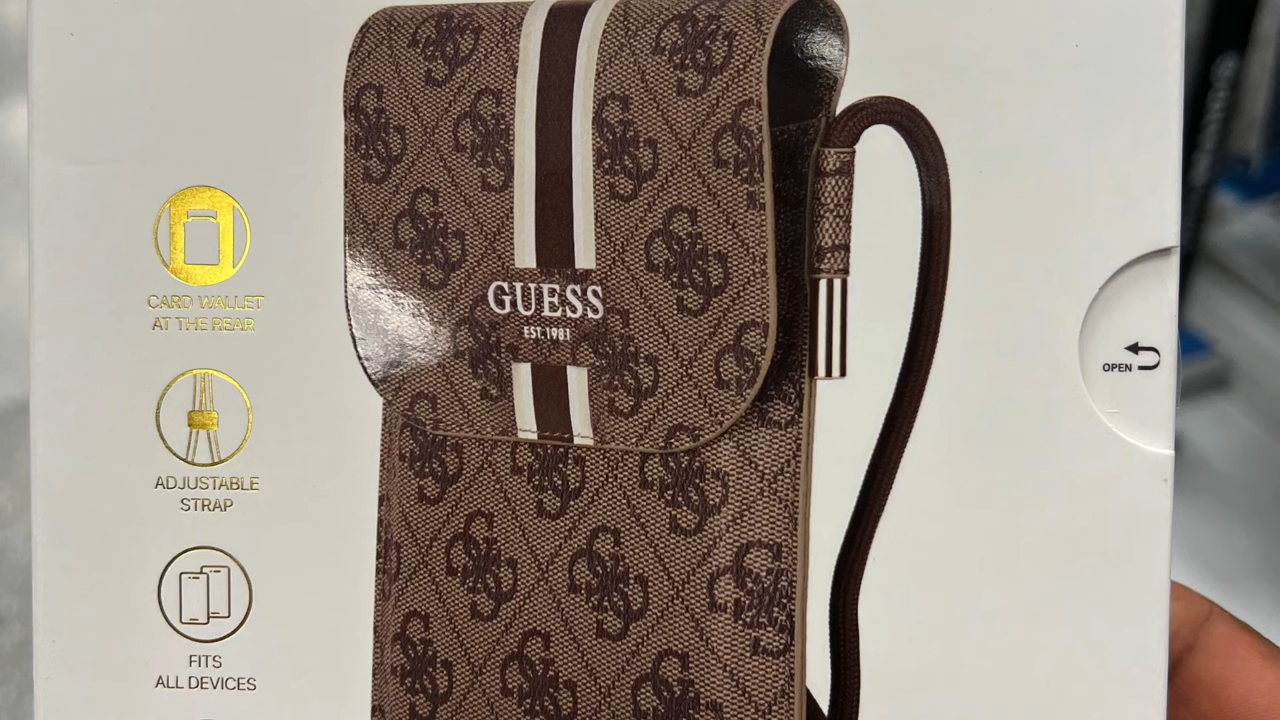 CARD WALLET
AT THE REAR
ADJUSTABLE
STRAP
FITS
ALL DEVICES
GUESS
EST.1981
OPEN